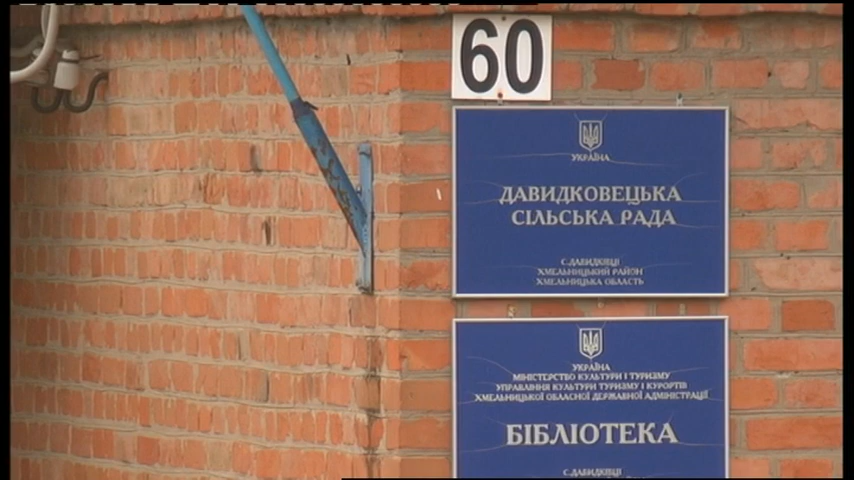 60
УКРАЇНА
ДАВИДКОВЕЦЬКА
СІЛЬСЬКА РАДА
С.ДАВИДКІВЦІ
ХМЕЛЬНИЦЬКИЙ РАЙОН
ХМЕЛЬНИЦЬКА ОБЛАСТЬ
УКРАЇНА
МІНІСТЕРСТВО КУЛЬТУРИ І ТУРИЗМУ
УПРАВЛІННЯ КУЛЬТУРИ ТУРИЗМУ І КУРОРТІВ
ХМЕЛЬНИЦЬКОЇ ОБЛАСНОЇ ДЕРЖАВНОЇ АДМІНІСТРАЦІЇ
БІБЛІОТЕКА
С.ДАВИДКІВЦІ